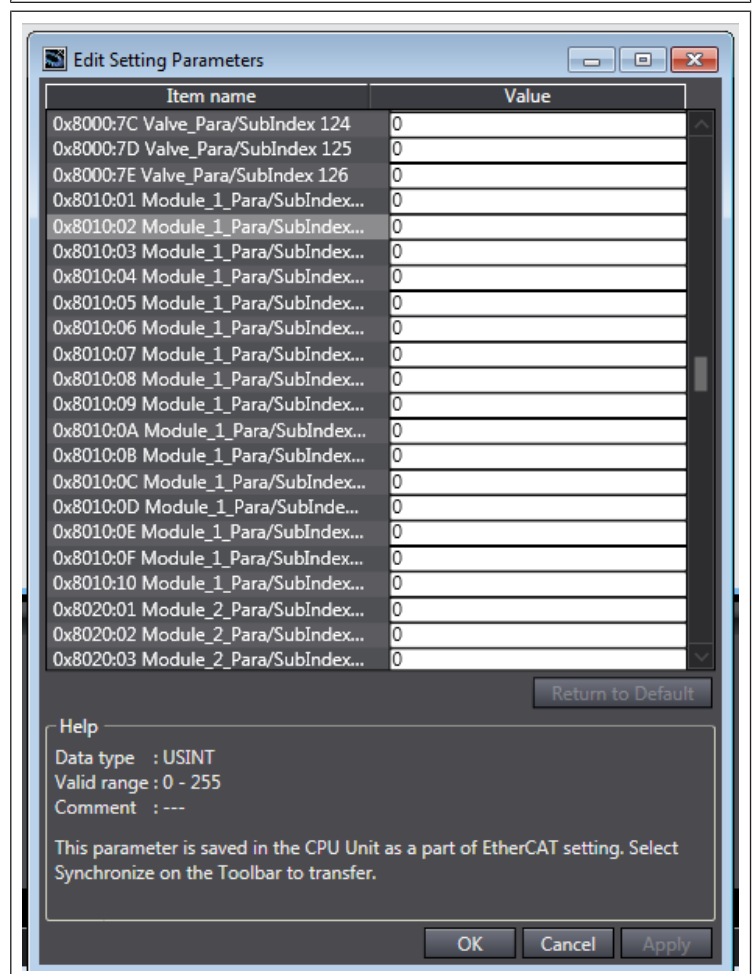 Edit Setting Parameters
Item name Value
0x8000:7C Valve_Para/SubIndex 124 0
0x8000:7D Valve_Para/SubIndex 125 0
0x8000:7E Valve_Para/SubIndex 126 0
0x8010:01 Module_1_Para/SubIndex... 0
0x8010:02 Module_1_Para/SubIndex... 0
0x8010:03 Module_1_Para/SubIndex... 0
0x8010:04 Module_1_Para/SubIndex... 0
0x8010:05 Module_1_Para/SubIndex... 0
0x8010:06 Module_1_Para/SubIndex... 0
0x8010:07 Module_1_Para/SubIndex... 0
0x8010:08 Module_1_Para/SubIndex... 0
0x8010:09 Module_1_Para/SubIndex... 0
0x8010:0A Module_1_Para/SubIndex... 0
0x8010:0B Module_1_Para/SubIndex... 0
0x8010:0C Module_1_Para/SubIndex... 0
0x8010:0D Module_1_Para/SubInde... 0
0x8010:0E Module_1_Para/SubIndex... 0
0x8010:0F Module_1_Para/SubIndex... 0
0x8010:10 Module_1_Para/SubIndex... 0
0x8020:01 Module_2_Para/SubIndex... 0
0x8020:02 Module_2_Para/SubIndex... 0
0x8020:03 Module_2_Para/SubIndex... 0
Return to Default
Help
Data type : USINT
Valid range : 0 - 255
Comment : ---
This parameter is saved in the CPU Unit as a part of EtherCAT setting. Select
Synchronize on the Toolbar to transfer.
OK Cancel Apply